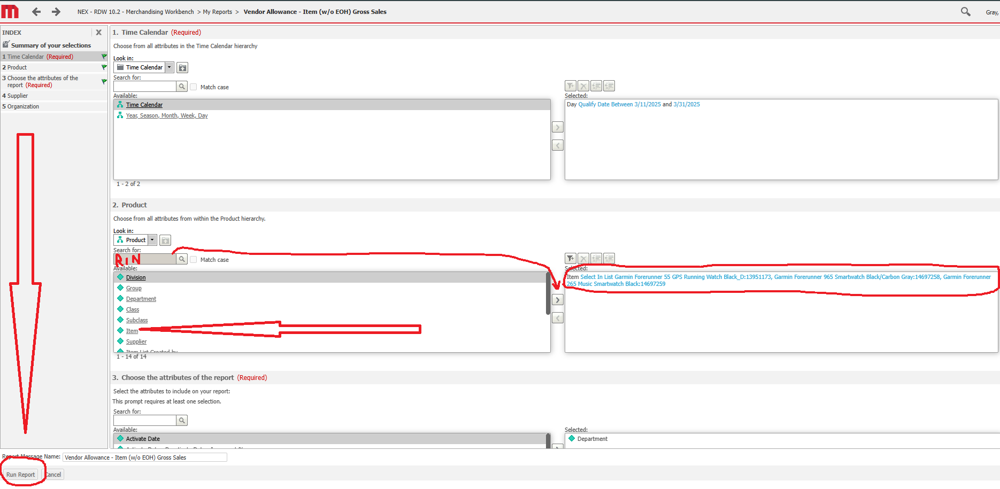 NEX - RDW 10.2 - Merchandising Workbench > My Reports > Vendor Allowance - Item (w/o EOH) Gross Sales
Gray,
INDEX
X
Summary of your selections
1 Time Calendar (Required)
2 Product
3 Choose the attributes of the
report (Required)
4 Supplier
5 Organization
1. Time Calendar (Required)
Choose from all attributes in the Time Calendar hierarchy
Look in:
Time Calendar
Search for:
Match case
Available:
Time Calendar
Year, Season, Month, Week, Day
1 - 2 of 2
Selected:
Day Qualify Date Between 3/11/2025 and 3/31/2025
2. Product
Choose from all attributes from within the Product hierarchy.
Look in:
Product
Search for:
RIN
Match case
Available:
Division
Group
Department
Class
Subclass
Item
Supplier
Item List Created by
1 - 14 of 14
Selected:
Item Select In List Garmin Forerunner 55 GPS Running Watch Black_D:13951173, Garmin Forerunner 965 Smartwatch Black/Carbon Gray:14697258, Garmin Forerunner
265 Music Smartwatch Black:14697259
3. Choose the attributes of the report (Required)
Select the attributes to include on your report:
This prompt requires at least one selection.
Search for:
Available:
Activate Date
Selected:
Department
Report Message Name: Vendor Allowance - Item (w/o EOH) Gross Sales
Run Report
Cancel